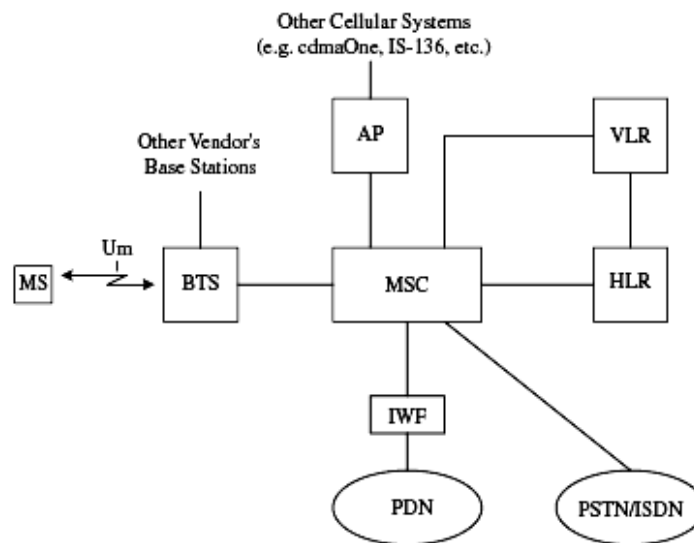 Other Cellular Systems
(e.g. cdmaOne, IS-136, etc.)
AP
VLR
Other Vendor's
Base Stations
Um
MS
BTS
MSC
HLR
IWF
PDN
PSTN/ISDN